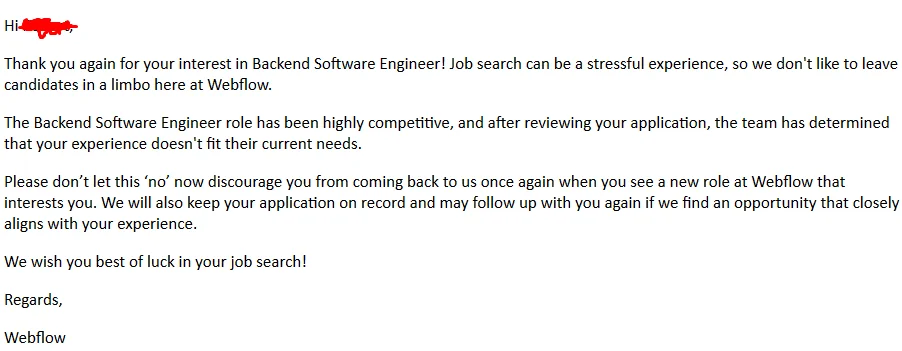 Hi
Thank you again for your interest in Backend Software Engineer! Job search can be a stressful experience, so we don't like to leave
candidates in a limbo here at Webflow.
The Backend Software Engineer role has been highly competitive, and after reviewing your application, the team has determined
that your experience doesn't fit their current needs.
Please don’t let this ‘no’ now discourage you from coming back to us once again when you see a new role at Webflow that
interests you. We will also keep your application on record and may follow up with you again if we find an opportunity that closely
aligns with your experience.
We wish you best of luck in your job search!
Regards,
Webflow